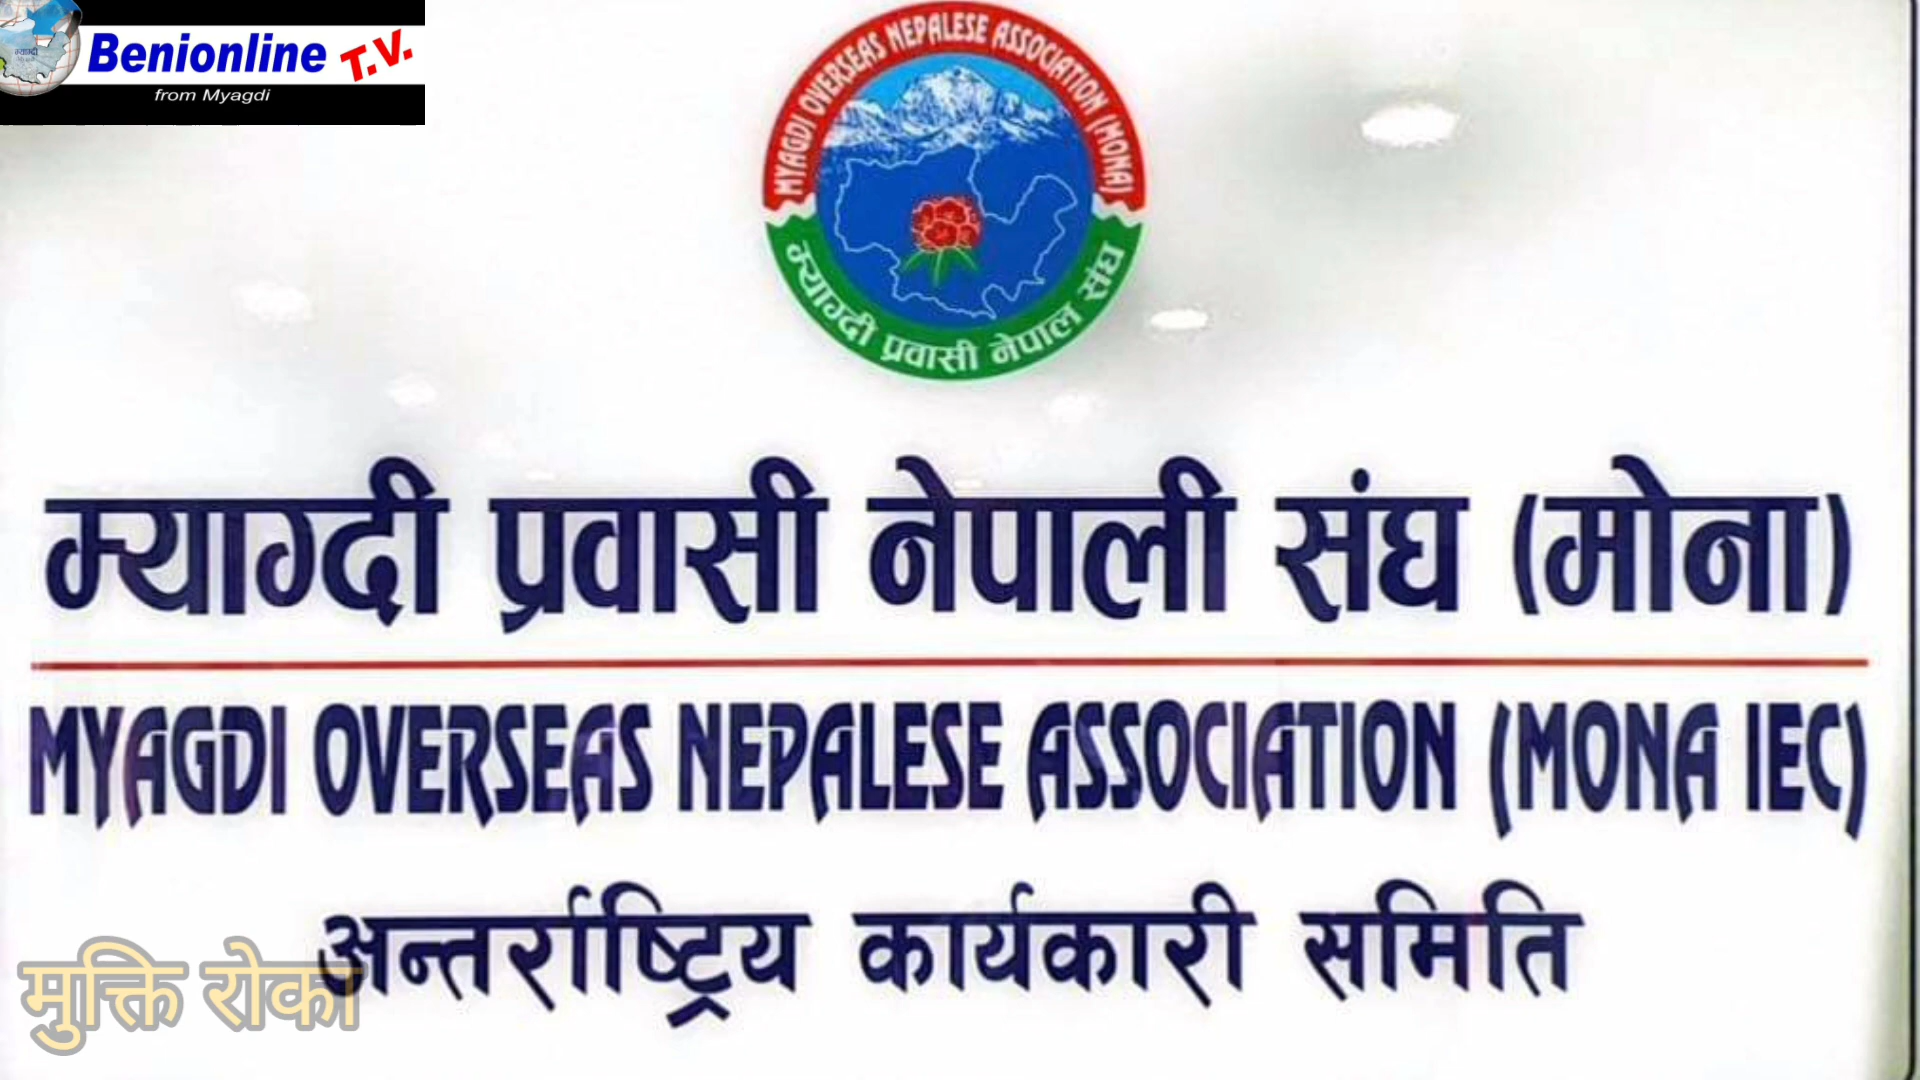 म्याग्दी
Benionline T.V.
from Myagdi
MYAGDI OVERSEAS NEPALESE ASSOCIATION (MONA)
म्याग्दी प्रवासी नेपाल संघ
म्याग्दी प्रवासी नेपाली संघ (मोना)
MYAGDI OVERSEAS NEPALESE ASSOCIATION (MONA IEC)
अन्तर्राष्ट्रिय कार्यकारी समिति
मुक्ति रोका